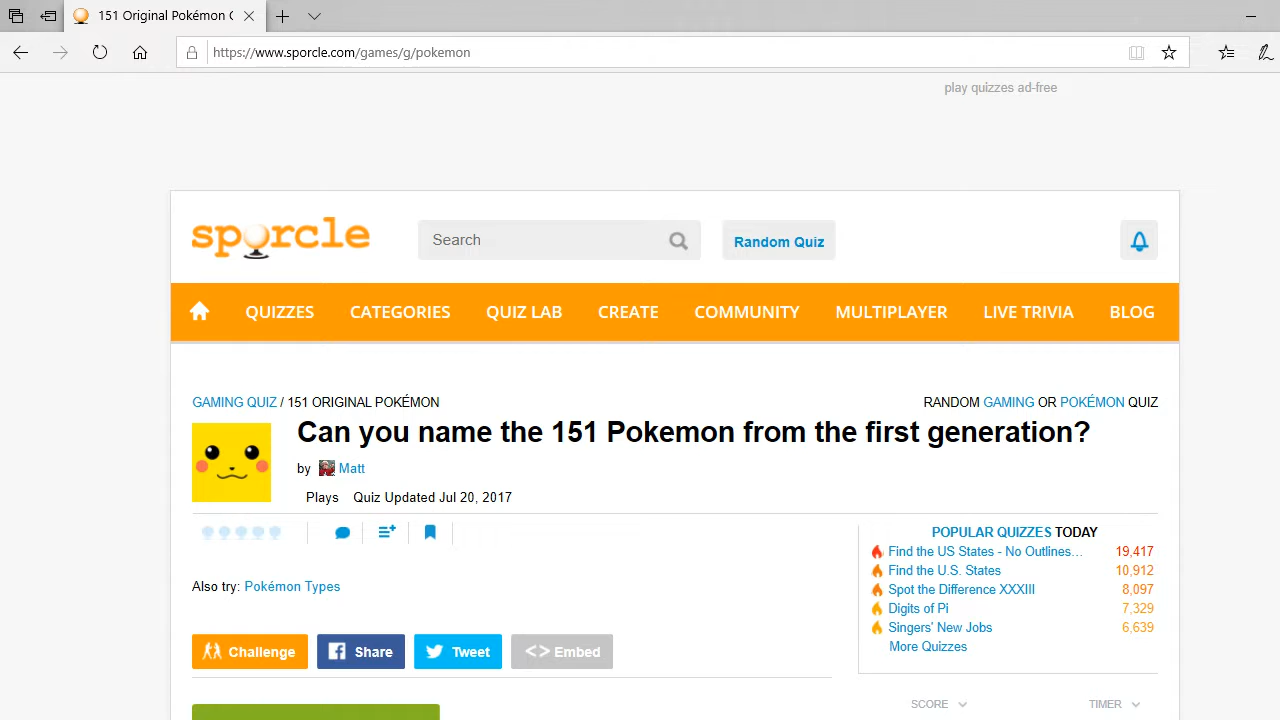 151 Original Pokémon
https://www.sporcle.com/games/g/pokemon
play quizzes ad-free
sporcle
Search
Random Quiz
QUIZZES CATEGORIES QUIZ LAB CREATE COMMUNITY MULTIPLAYER LIVE TRIVIA BLOG
GAMING QUIZ / 151 ORIGINAL POKÉMON
RANDOM GAMING OR POKÉMON QUIZ
Can you name the 151 Pokemon from the first generation?
by Matt
Plays Quiz Updated Jul 20, 2017
Also try: Pokémon Types
Challenge
Share
Tweet
<> Embed
POPULAR QUIZZES TODAY
Find the US States - No Outlines… 19,417
Find the U.S. States 10,912
Spot the Difference XXXIII 8,097
Digits of Pi 7,329
Singers' New Jobs 6,639
More Quizzes
SCORE TIMER